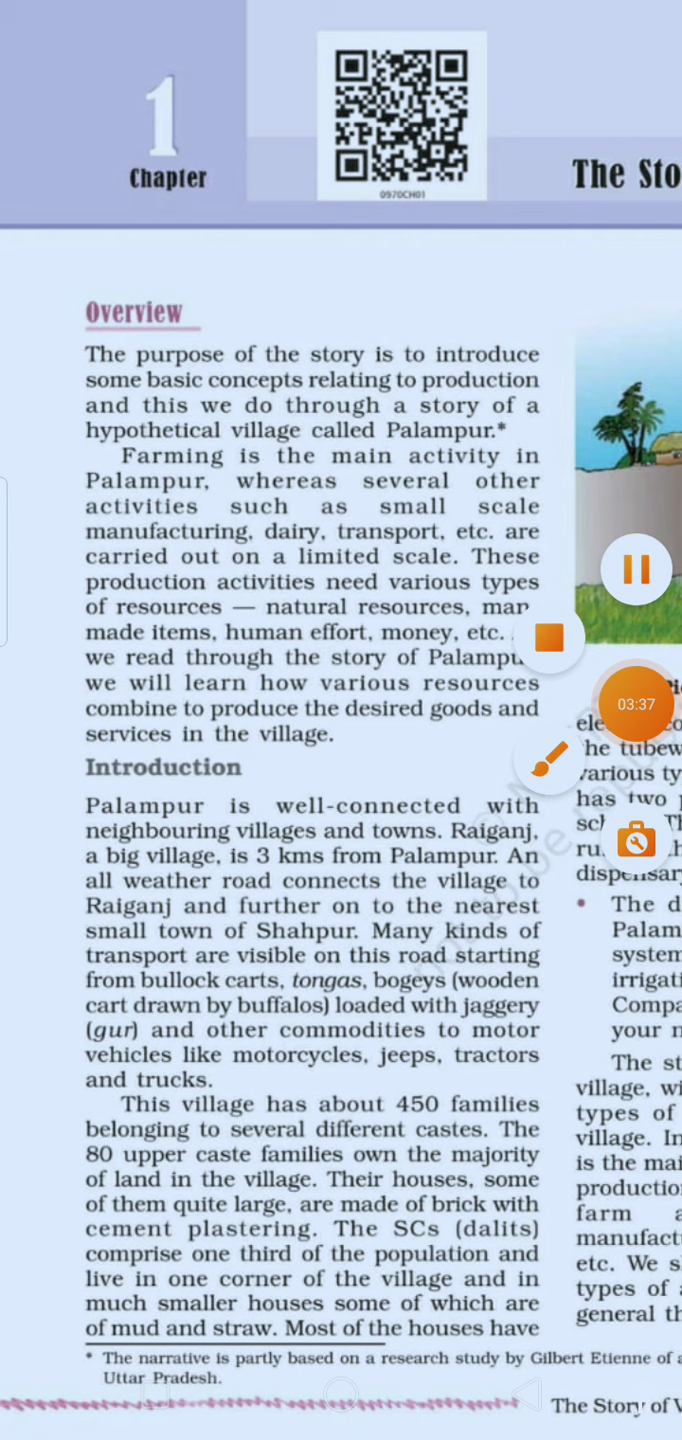 1
Chapter
0970CH01
The Sto
Overview
The purpose of the story is to introduce
some basic concepts relating to production
and this we do through a story of a
hypothetical village called Palampur.*
Farming is the main activity in
Palampur, whereas several other
activities such as small scale
manufacturing, dairy, transport, etc. are
carried out on a limited scale. These
production activities need various types
of resources — natural resources, man
made items, human effort, money, etc.
we read through the story of Palampu
we will learn how various resources
combine to produce the desired goods and
services in the village.
Introduction
Palampur is well-connected with
neighbouring villages and towns. Raiganj,
a big village, is 3 kms from Palampur. An
all weather road connects the village to
Raiganj and further on to the nearest
small town of Shahpur. Many kinds of
transport are visible on this road starting
from bullock carts, tongas, bogeys (wooden
cart drawn by buffalos) loaded with jaggery
(gur) and other commodities to motor
vehicles like motorcycles, jeeps, tractors
and trucks.
This village has about 450 families
belonging to several different castes. The
80 upper caste families own the majority
of land in the village. Their houses, some
of them quite large, are made of brick with
cement plastering. The SCs (dalits)
comprise one third of the population and
live in one corner of the village and in
much smaller houses some of which are
of mud and straw. Most of the houses have
03:37
ele
he tubew
various ty
has two p
sch Th
ru
dispensary
• The d
Palam
system
irrigati
Compa
your n
The st
village, wi
types of
village. In
is the mai
production
farm a
manufactu
etc. We s
types of a
general th
* The narrative is partly based on a research study by Gilbert Etienne of a
Uttar Pradesh.
The Story of V